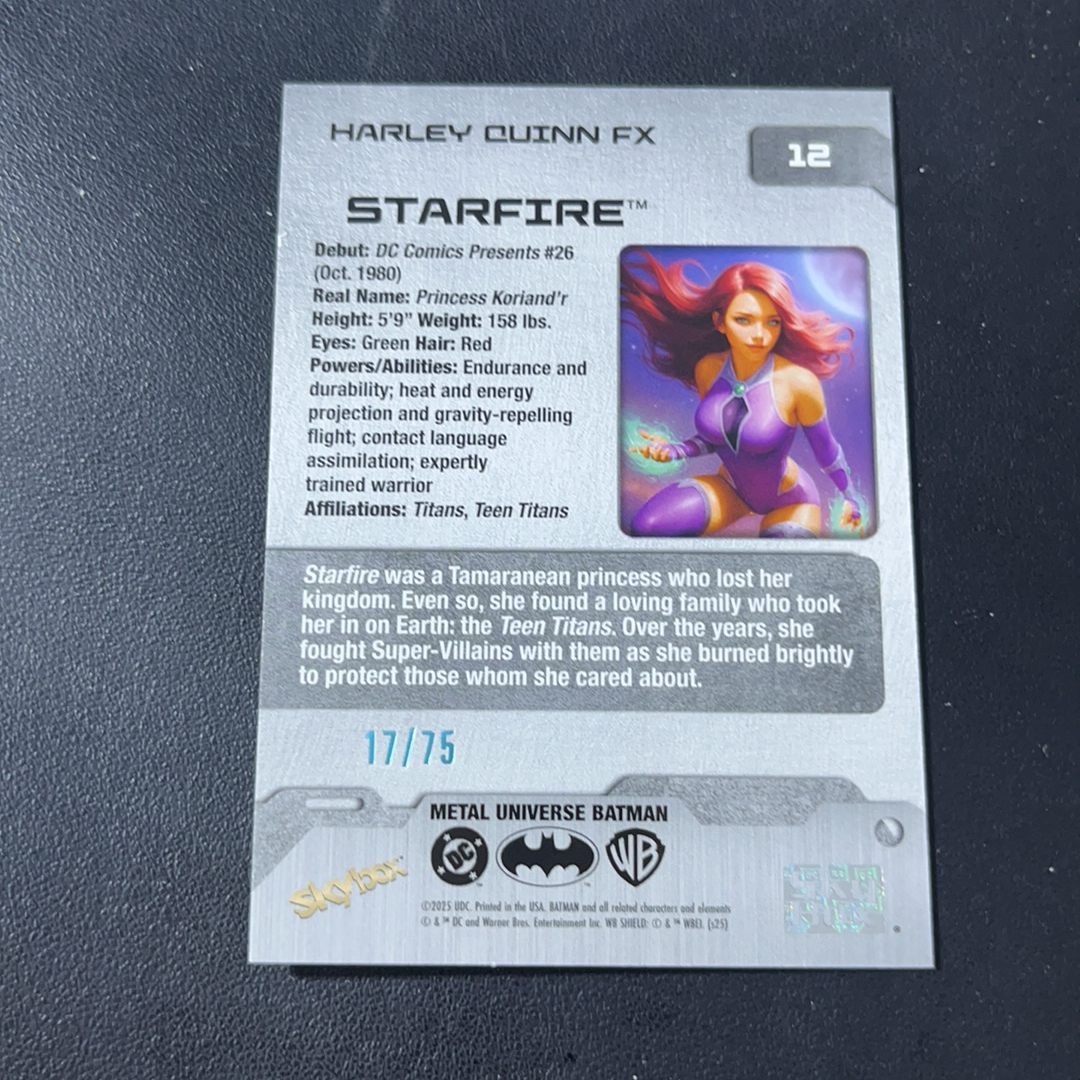 HARLEY QUINN FX
12
STARFIRE™
Debut: DC Comics Presents #26
(Oct. 1980)
Real Name: Princess Koriand'r
Height: 5'9" Weight: 158 lbs.
Eyes: Green Hair: Red
Powers/Abilities: Endurance and
durability; heat and energy
projection and gravity-repelling
flight; contact language
assimilation; expertly
trained warrior
Affiliations: Titans, Teen Titans
Starfire was a Tamaranean princess who lost her
kingdom. Even so, she found a loving family who took
her in on Earth: the Teen Titans. Over the years, she
fought Super-Villains with them as she burned brightly
to protect those whom she cared about.
17/75
METAL UNIVERSE BATMAN
DC
WB
Skybox
©2025 UDC. Printed in the USA. BATMAN and all related characters and elements
© & ™ DC and Warner Bros. Entertainment Inc. WB SHIELD: © & ™ WBEI. (s25)